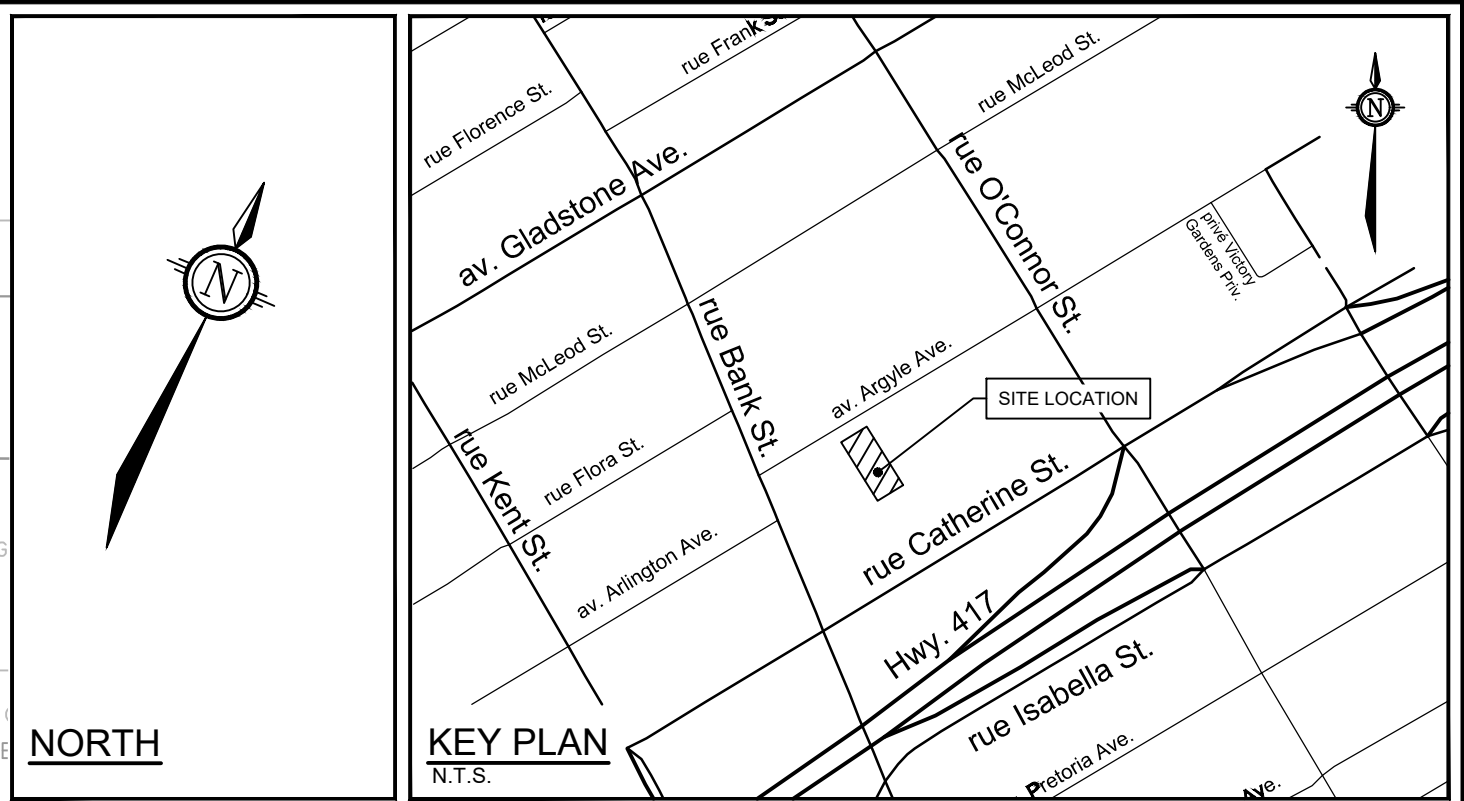 N
NORTH
rue Frank
rue McLeod St.
N
rue Florence St.
av. Gladstone Ave.
rue O'Connor St.
privé Victory
Gardens Priv.
rue McLeod St.
rue Bank St.
av. Argyle Ave.
SITE LOCATION
rue Kent St.
rue Flora St.
rue Catherine St.
av. Arlington Ave.
Hwy. 417
rue Isabella St.
Pretoria Ave.
Ave.
KEY PLAN
N.T.S.